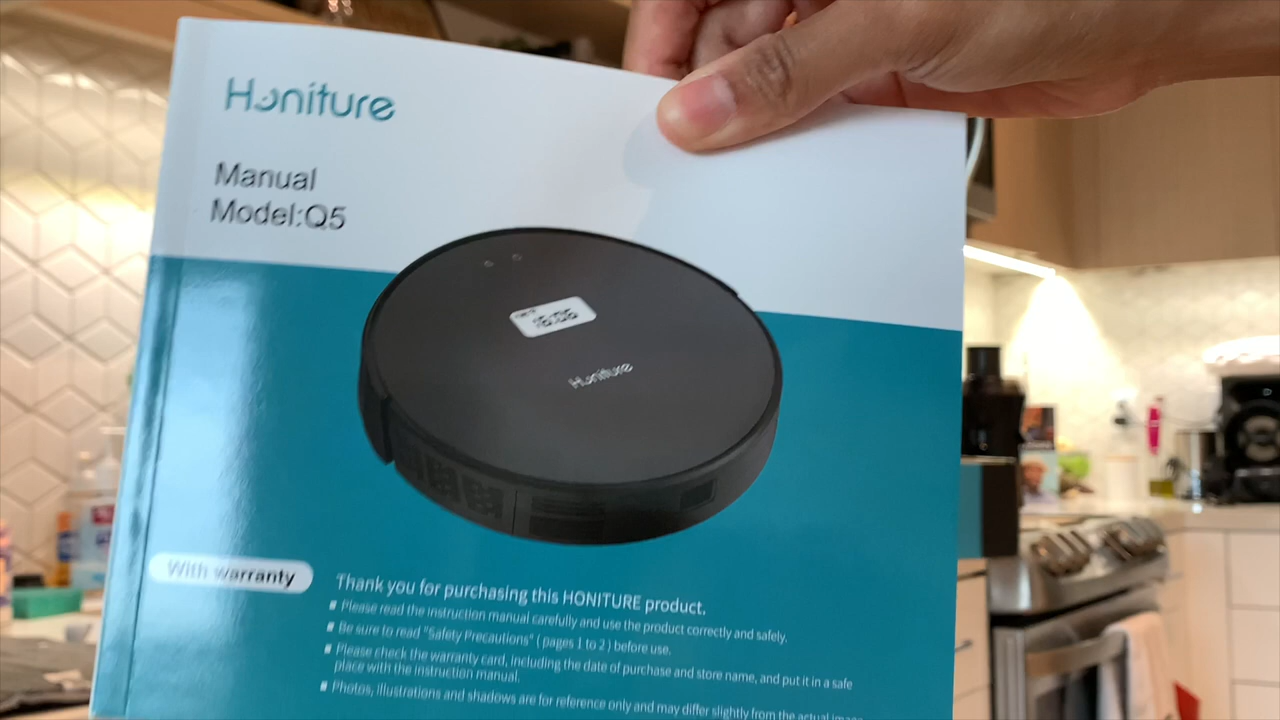 Honiture
Manual
Model:Q5
Honiture
With warranty
Thank you for purchasing this HONITURE product.
Please read the instruction manual carefully and use the product correctly and safely.
Be sure to read "Safety Precautions" ( pages 1 to 2 ) before use.
Please check the warranty card, including the date of purchase and store name, and put it in a safe
place with the instruction manual.
Photos, illustrations and shadows are for reference only and may differ slightly from the actual image